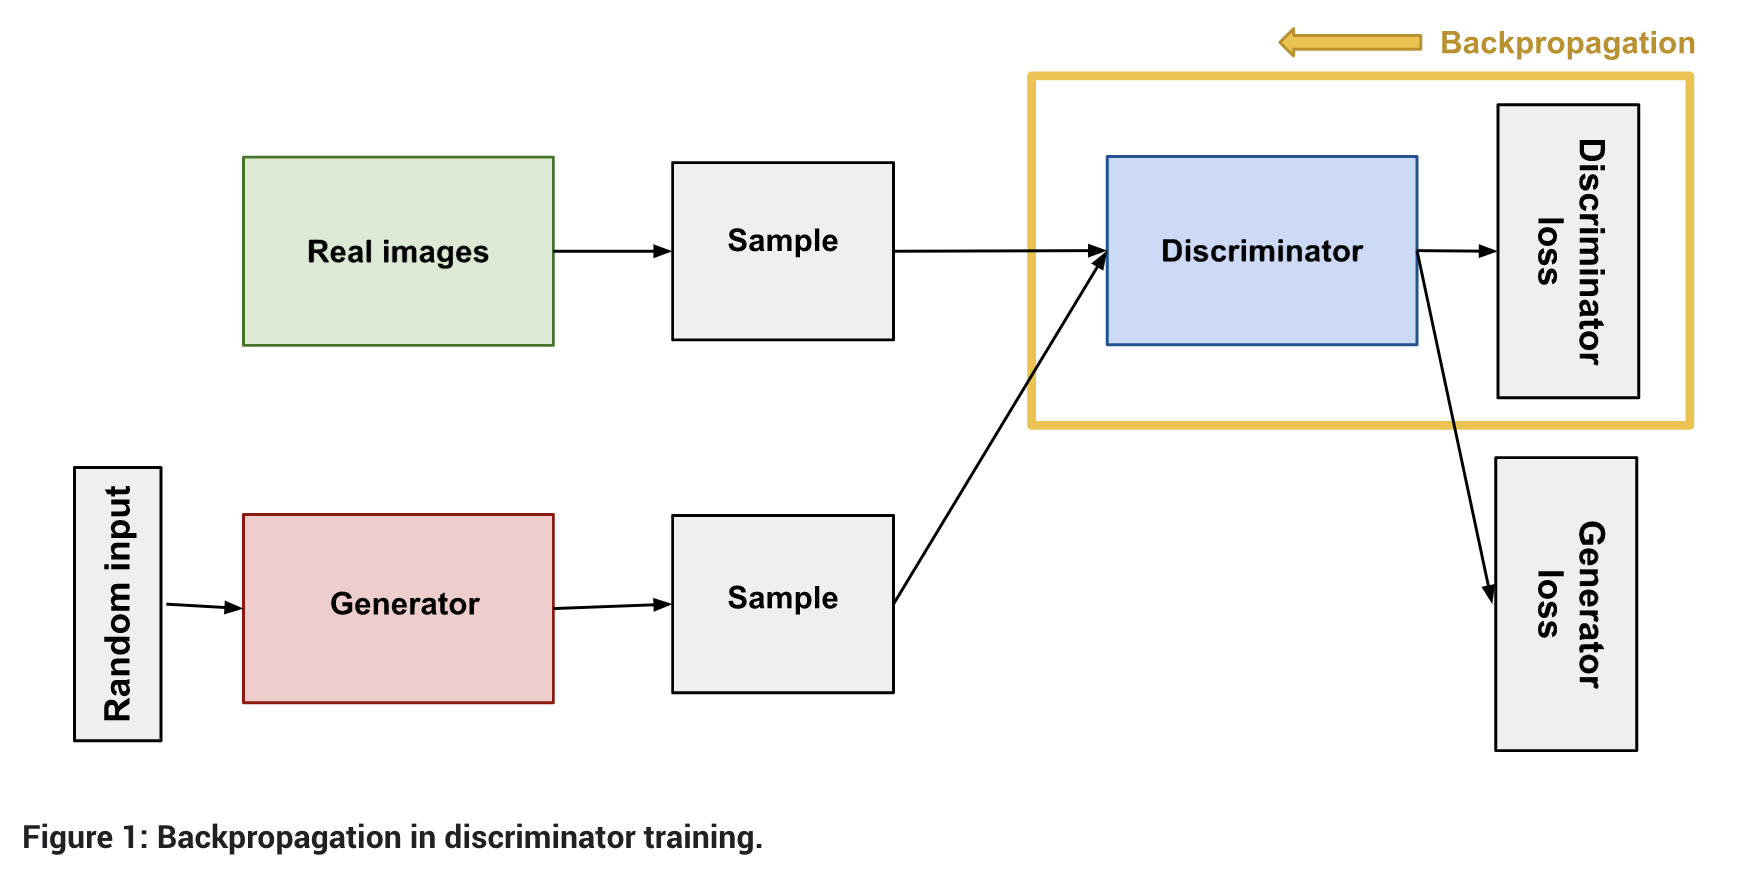 Backpropagation
Real images
Sample
Discriminator
Discriminator
loss
Random input
Generator
Sample
Generator
loss
Figure 1: Backpropagation in discriminator training.